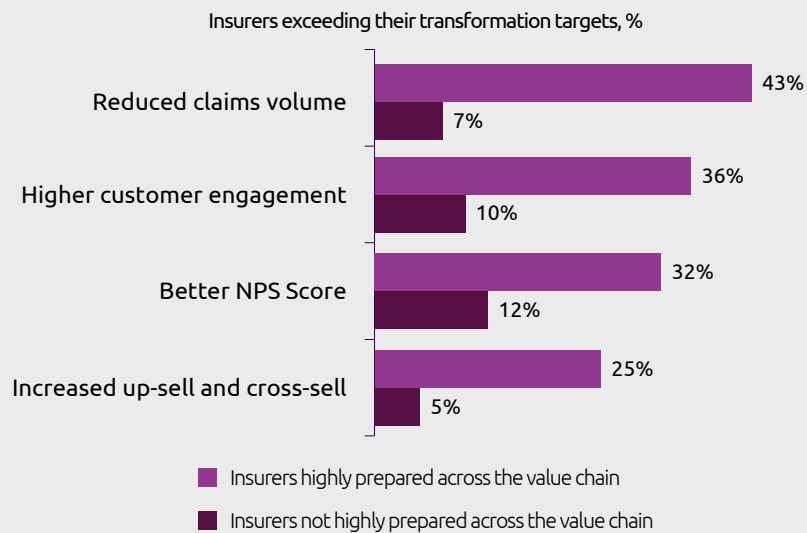 Insurers exceeding their transformation targets, %
Reduced claims volume
43%
7%
Higher customer engagement
36%
10%
Better NPS Score
32%
12%
Increased up-sell and cross-sell
25%
5%
Insurers highly prepared across the value chain
Insurers not highly prepared across the value chain